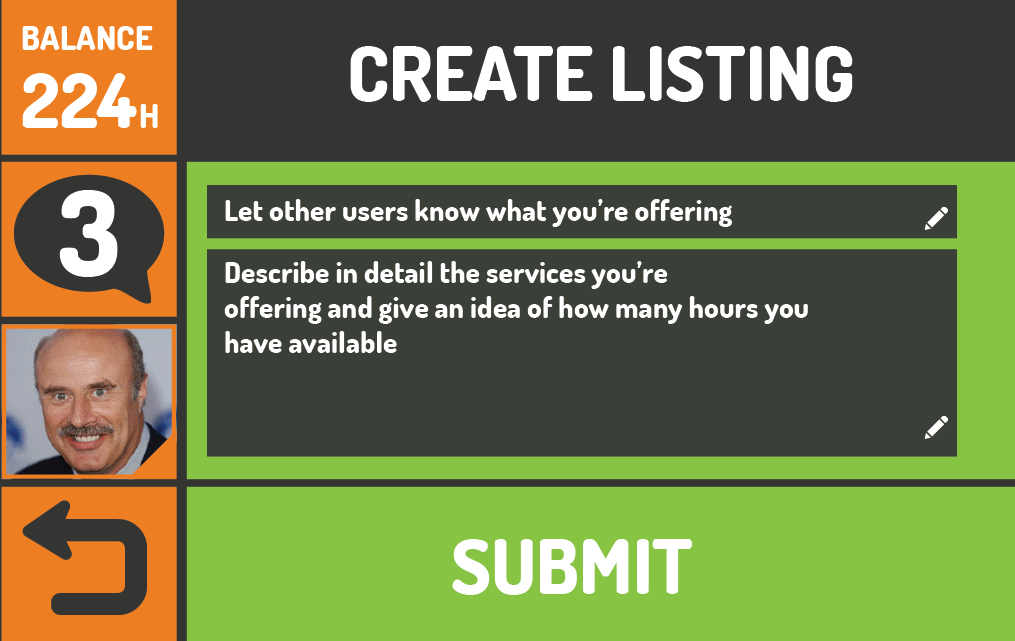 BALANCE
224H
CREATE LISTING
3
Let other users know what you’re offering
Describe in detail the services you’re
offering and give an idea of how many hours you
have available
SUBMIT